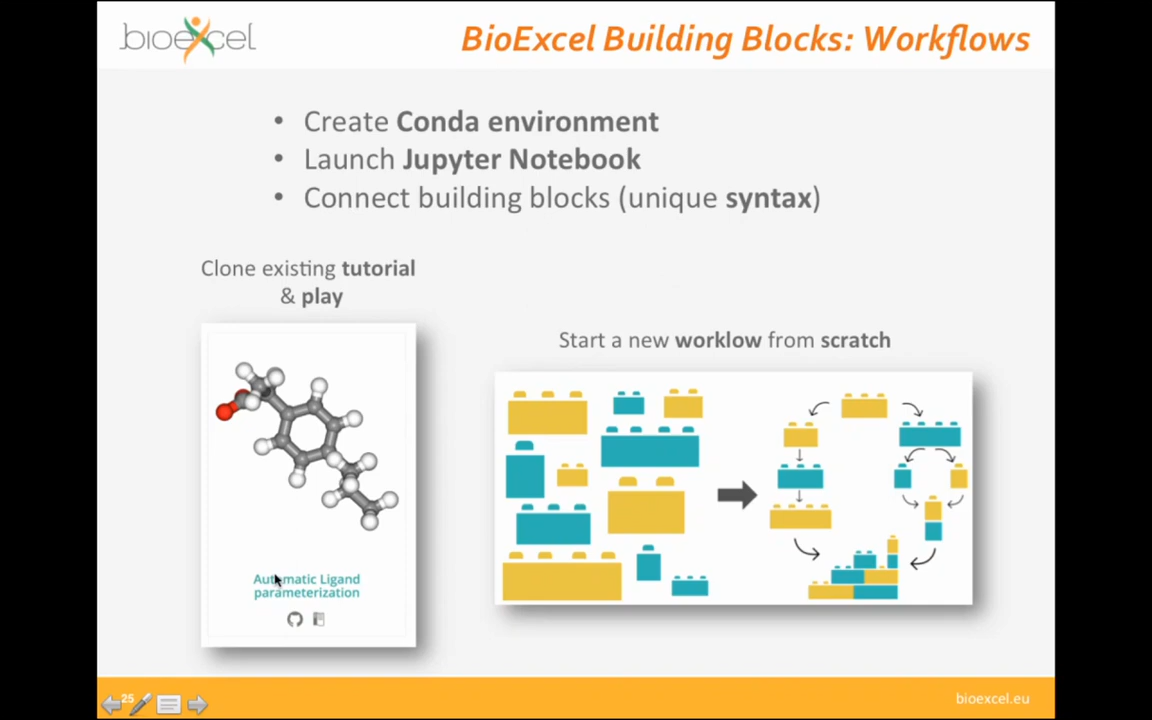 bioexcel
BioExcel Building Blocks: Workflows
• Create Conda environment
• Launch Jupyter Notebook
• Connect building blocks (unique syntax)
Clone existing tutorial
& play
Start a new worklow from scratch
Automatic Ligand
parameterization
25
bioexcel.eu